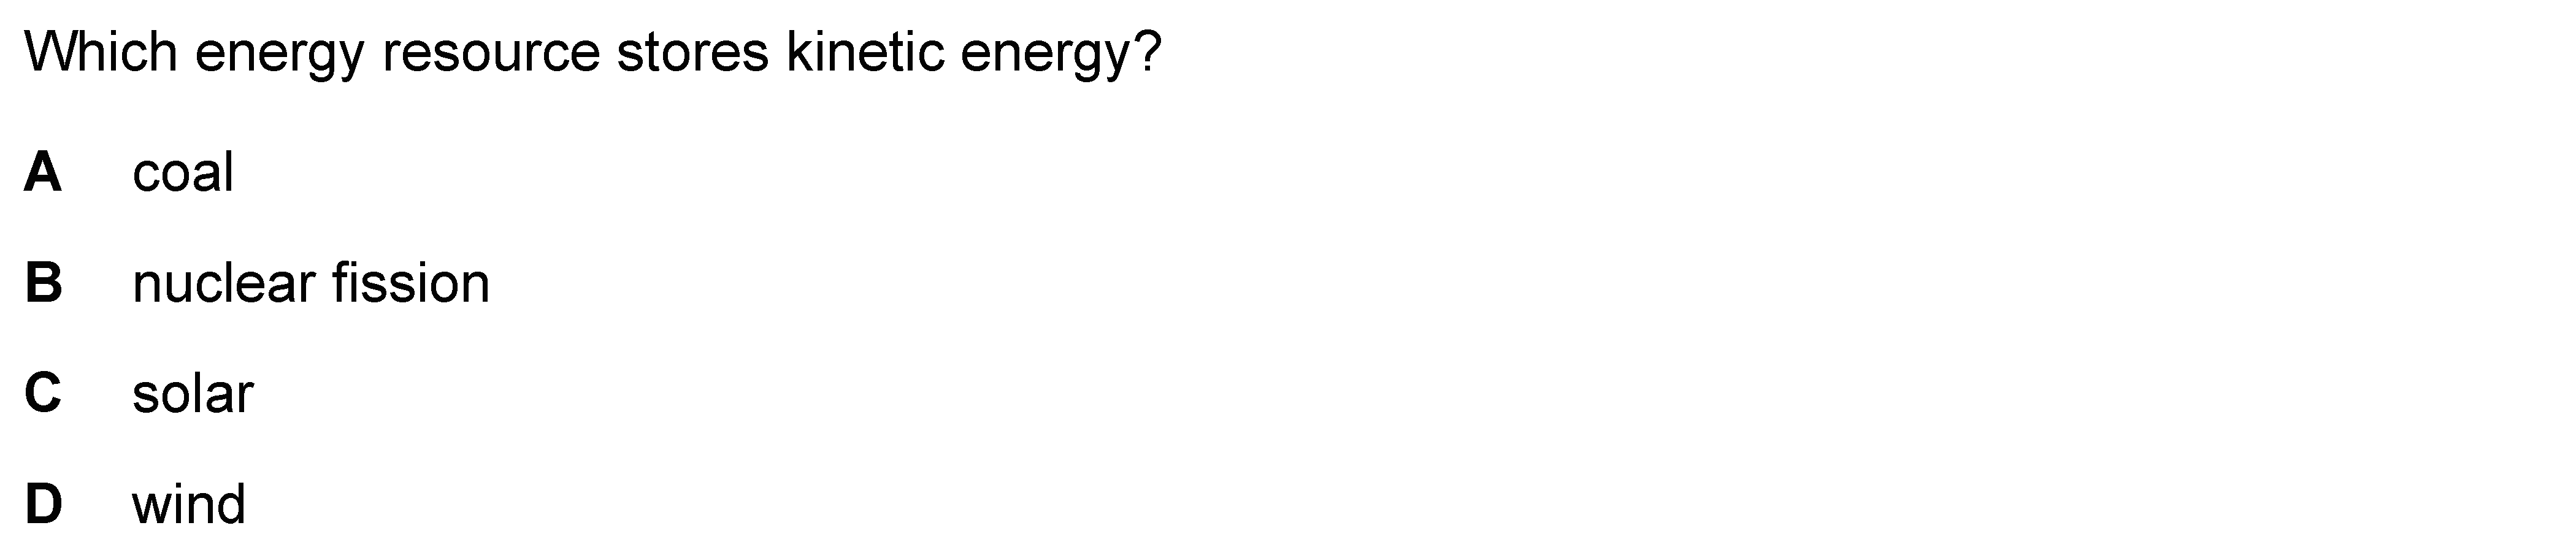 Which energy resource stores kinetic energy?
A coal
B nuclear fission
C solar
D wind